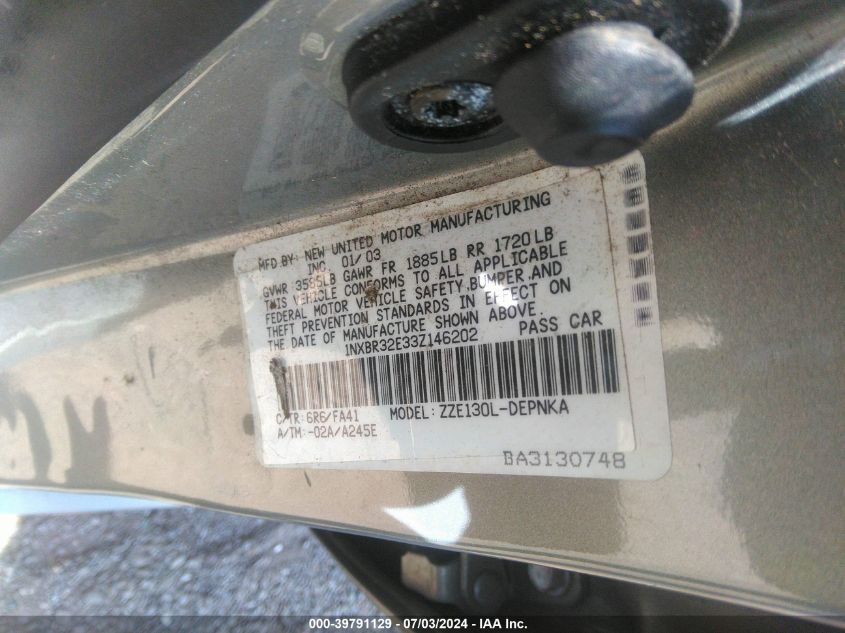 MFD BY: NEW UNITED MOTOR MANUFACTURING
INC 01/03
GVWR 3585LB GAWR FR 1885LB RR 1720LB
THIS VEHICLE CONFORMS TO ALL APPLICABLE
FEDERAL MOTOR VEHICLE SAFETY,BUMPER,AND
THEFT PREVENTION STANDARDS IN EFFECT ON
THE DATE OF MANUFACTURE SHOWN ABOVE.
1NXBR32E33Z146202 PASS CAR
C/TR: 6R6/FA41 MODEL: ZZE130L-DEPNKA
A/TM: -02A/A245E
BA3130748
000-39791129 - 07/03/2024 - IAA Inc.